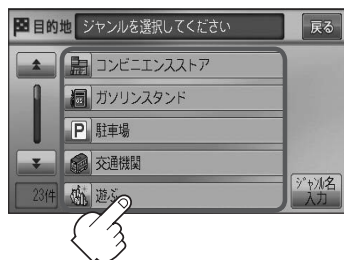 目的地 ジャンルを選択してください 戻る
コンビニエンスストア
ガソリンスタンド
P 駐車場
交通機関
23件 遊ぶ
ジャンル名
入力